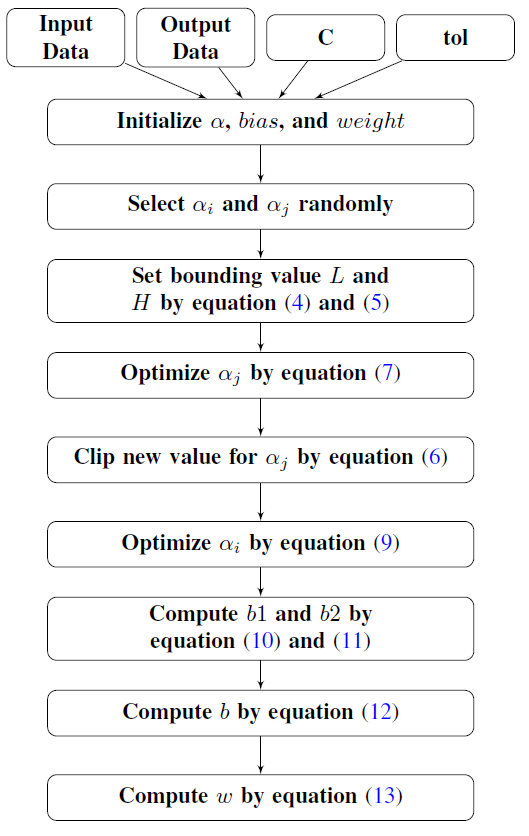 Input
Data
Output
Data
C
tol
Initialize α, bias, and weight
Select αᵢ and αⱼ randomly
Set bounding value L and
H by equation (4) and (5)
Optimize αⱼ by equation (7)
Clip new value for αⱼ by equation (6)
Optimize αᵢ by equation (9)
Compute b1 and b2 by
equation (10) and (11)
Compute b by equation (12)
Compute w by equation (13)